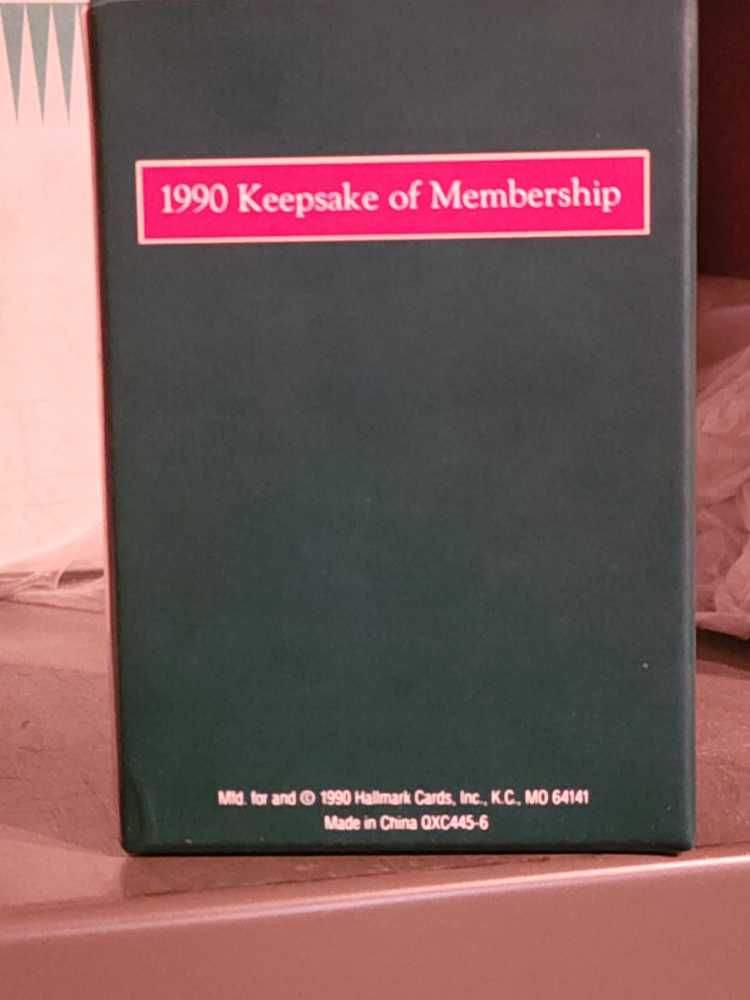 1990 Keepsake of Membership
Mfd. for and © 1990 Hallmark Cards, Inc., K.C., MO 64141
Made in China QXC445-6